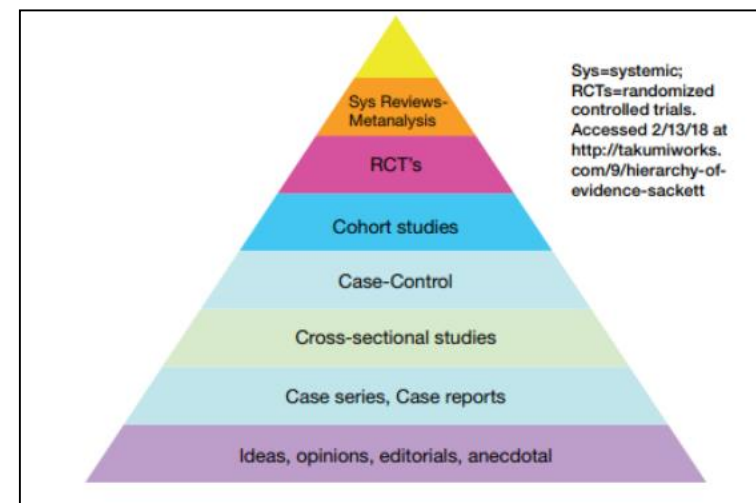 Sys Reviews-
Metanalysis
RCT's
Cohort studies
Case-Control
Cross-sectional studies
Case series, Case reports
Ideas, opinions, editorials, anecdotal
Sys=systemic;
RCTs=randomized
controlled trials.
Accessed 2/13/18 at
http://takumiworks.
com/9/hierarchy-of-
evidence-sackett